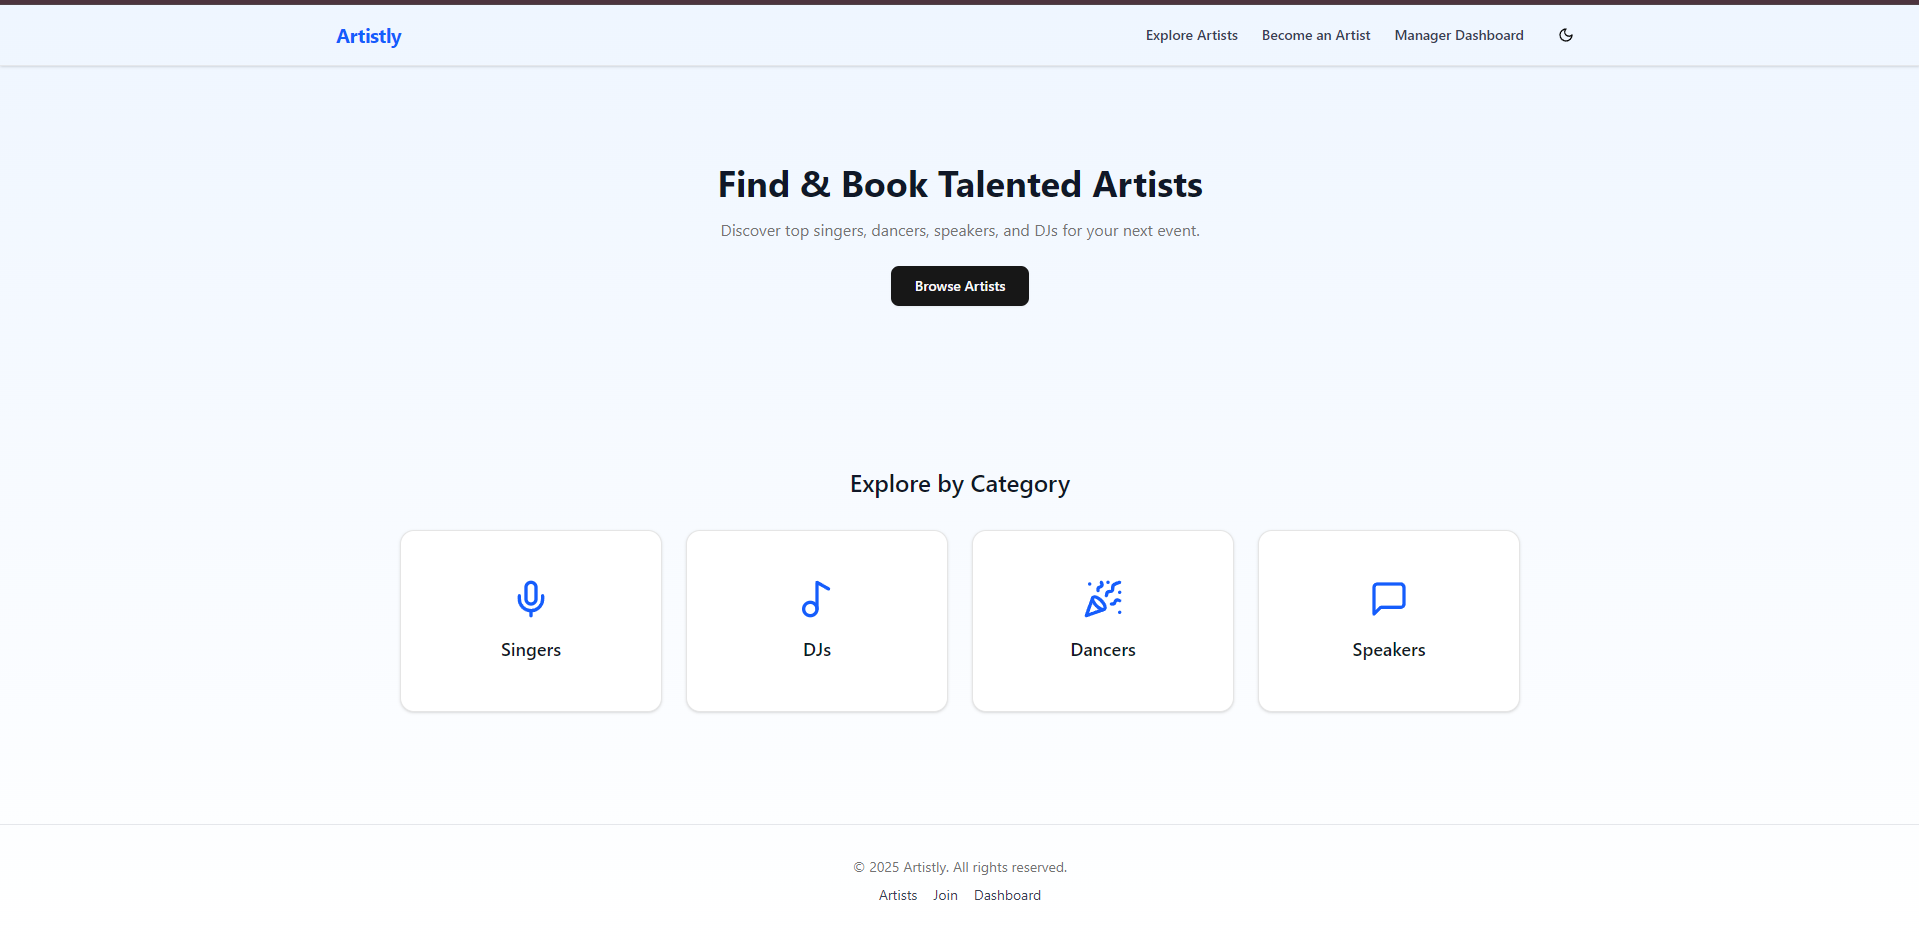 Artistly
Explore Artists
Become an Artist
Manager Dashboard
Find & Book Talented Artists
Discover top singers, dancers, speakers, and DJs for your next event.
Browse Artists
Explore by Category
Singers
DJs
Dancers
Speakers
© 2025 Artistly. All rights reserved.
Artists Join Dashboard